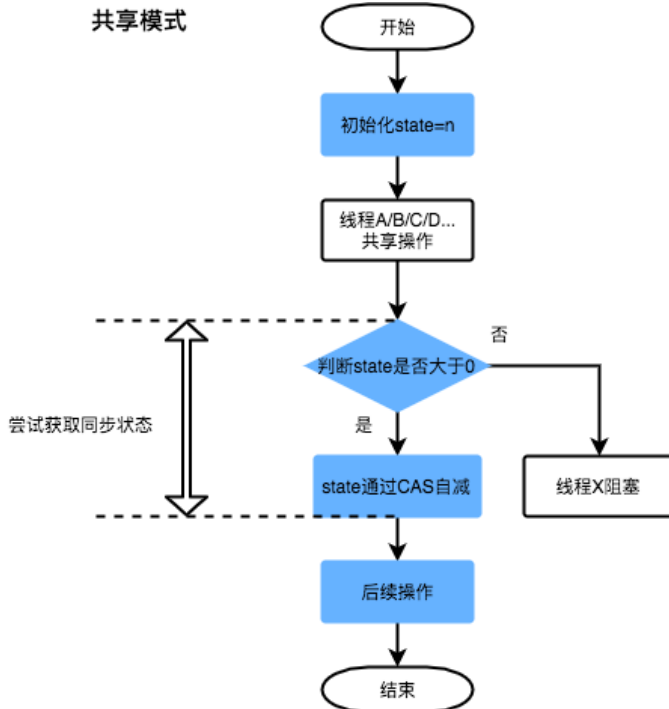 共享模式
开始
初始化state=n
线程A/B/C/D...
共享操作
判断state是否大于0
否
是
尝试获取同步状态
state通过CAS自减
线程X阻塞
后续操作
结束